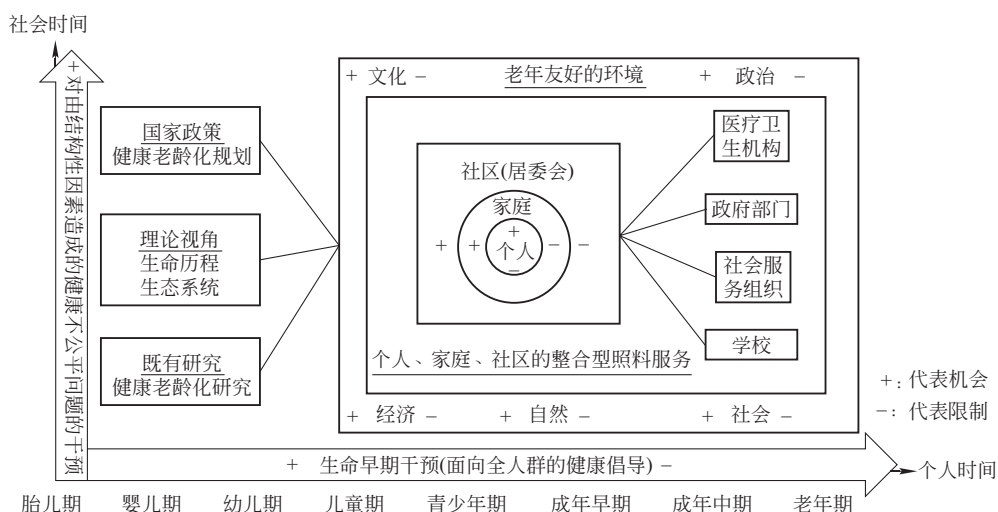 社会时间
+ 对由结构性因素造成的健康不公平问题的干预
国家政策
健康老龄化规划
理论视角
生命历程
生态系统
既有研究
健康老龄化研究
+ 文化 − 老年友好的环境 + 政治 −
社区(居委会)
家庭
+
+ + 个人 − −
−
医疗卫
生机构
政府部门
社会服
务组织
学校
个人、家庭、社区的整合型照料服务
+ 经济 − + 自然 − + 社会 −
+：代表机会
−：代表限制
+ 生命早期干预(面向全人群的健康倡导) −
个人时间
胎儿期 婴儿期 幼儿期 儿童期 青少年期 成年早期 成年中期 老年期